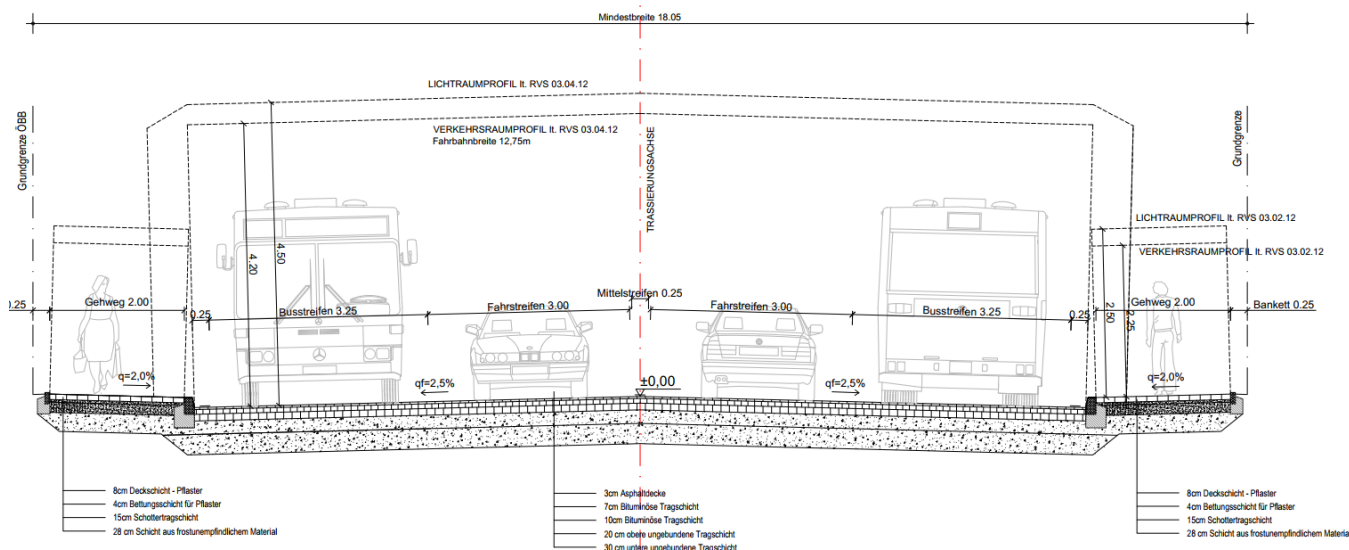 Mindestbreite 18.05
LICHTRAUMPROFIL lt. RVS 03.04.12
VERKEHRSRAUMPROFIL lt. RVS 03.04.12
Fahrbahnbreite 12,75m
Grundgrenze ÖBB
TRASSIERUNGSACHSE
Grundgrenze
LICHTRAUMPROFIL lt. RVS 03.02.12
VERKEHRSRAUMPROFIL lt. RVS 03.02.12
4.50
4.20
2.50
2.25
0.25
Gehweg 2.00
0.25
Busstreifen 3.25
Fahrstreifen 3.00
Mittelstreifen 0.25
Fahrstreifen 3.00
Busstreifen 3.25
0.25
Gehweg 2.00
Bankett 0.25
q=2,0%
qf=2,5%
±0,00
qf=2,5%
q=2,0%
8cm Deckschicht - Pflaster
4cm Bettungsschicht für Pflaster
15cm Schottertragschicht
28 cm Schicht aus frostunempfindlichem Material
3cm Asphaltdecke
7cm Bituminöse Tragschicht
10cm Bituminöse Tragschicht
20 cm obere ungebundene Tragschicht
30 cm untere ungebundene Tragschicht
8cm Deckschicht - Pflaster
4cm Bettungsschicht für Pflaster
15cm Schottertragschicht
28 cm Schicht aus frostunempfindlichem Material